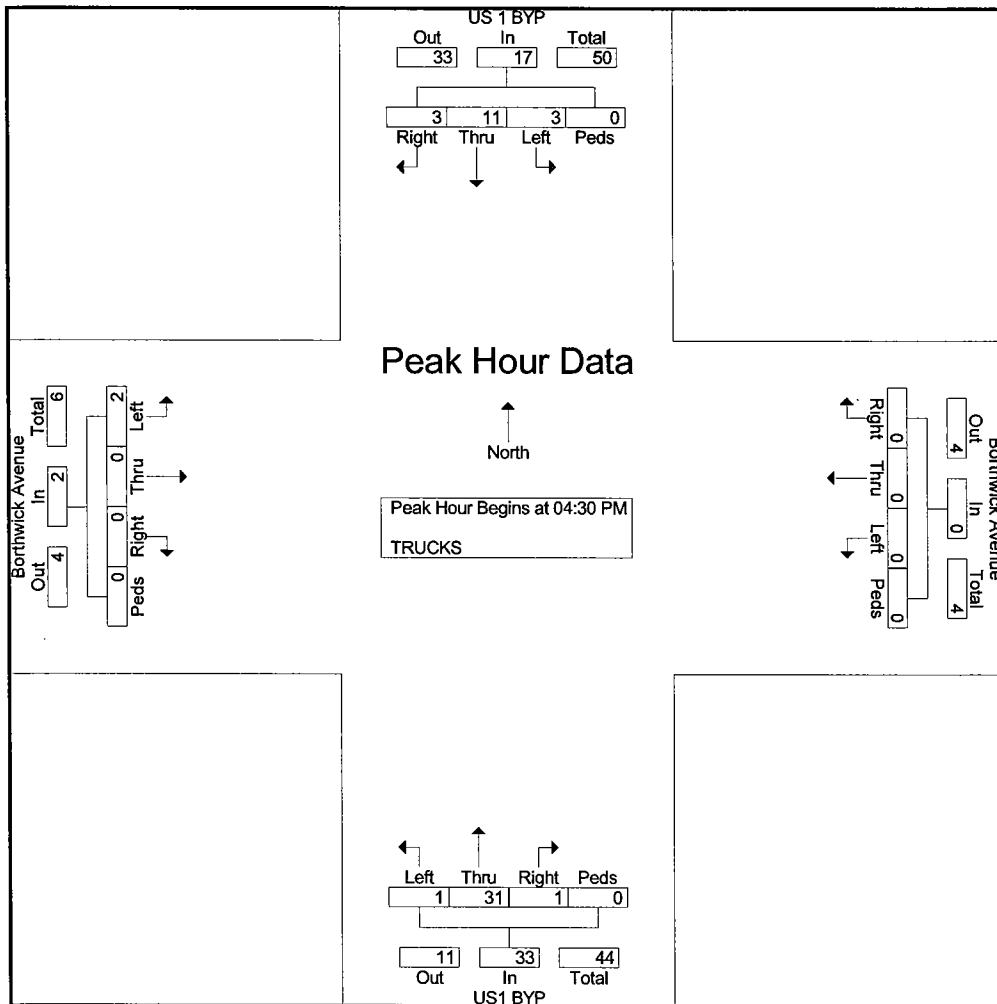 US 1 BYP
Out In Total
33 17 50
3 11 3 0
Right Thru Left Peds
Peak Hour Data
North
Peak Hour Begins at 04:30 PM
TRUCKS
Borthwick Avenue
Out In Total
4 2 6
Peds Right Thru Left
0 0 0 2
Borthwick Avenue
Out In Total
4 0 4
Right Thru Left Peds
0 0 0 0
Left Thru Right Peds
1 31 1 0
11 33 44
Out In Total
US1 BYP